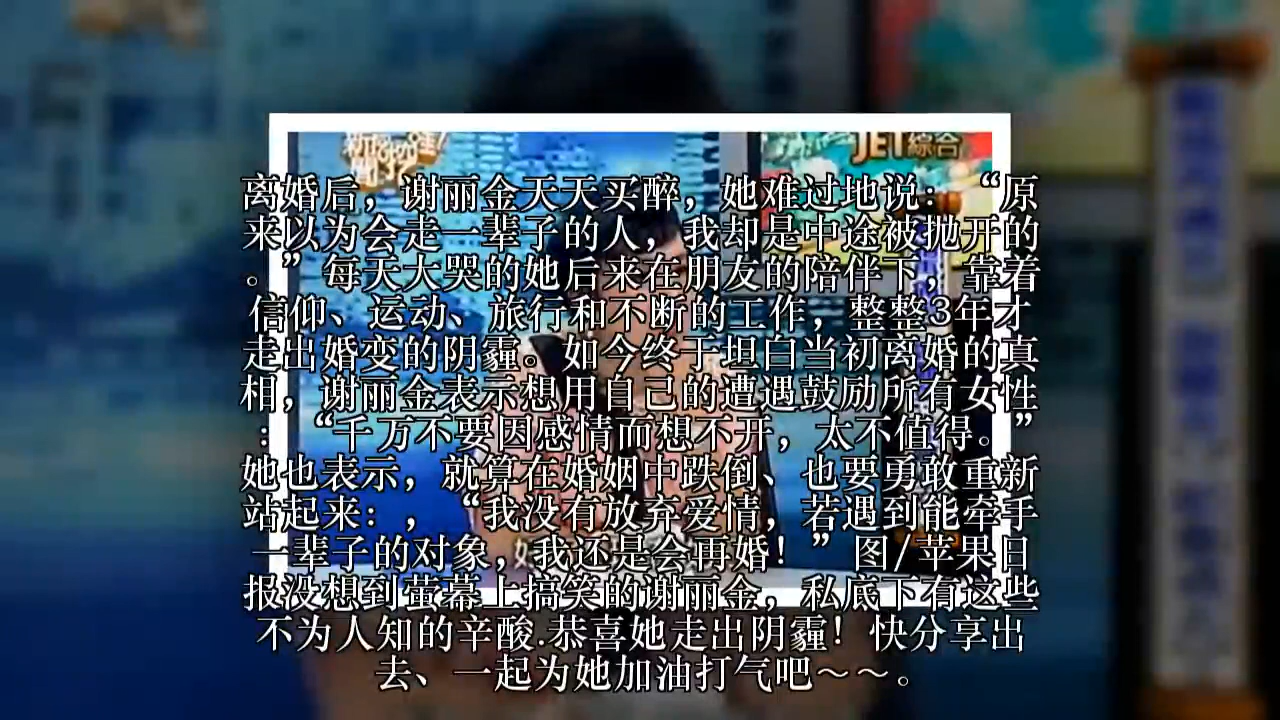 JET綜合
离婚后，谢丽金天天买醉，她难过地说：“原
来以为会走一辈子的人，我却是中途被抛开的
。”每天大哭的她后来在朋友的陪伴下，靠着
信仰、运动、旅行和不断的工作，整整3年才
走出婚变的阴霾。如今终于坦白当初离婚的真
相，谢丽金表示想用自己的遭遇鼓励所有女性
：“千万不要因感情而想不开，太不值得。”
她也表示，就算在婚姻中跌倒、也要勇敢重新
站起来：，“我没有放弃爱情，若遇到能牵手
一辈子的对象，我还是会再婚！”图/苹果日
报没想到萤幕上搞笑的谢丽金，私底下有这些
不为人知的辛酸.恭喜她走出阴霾！快分享出
去、一起为她加油打气吧～～。